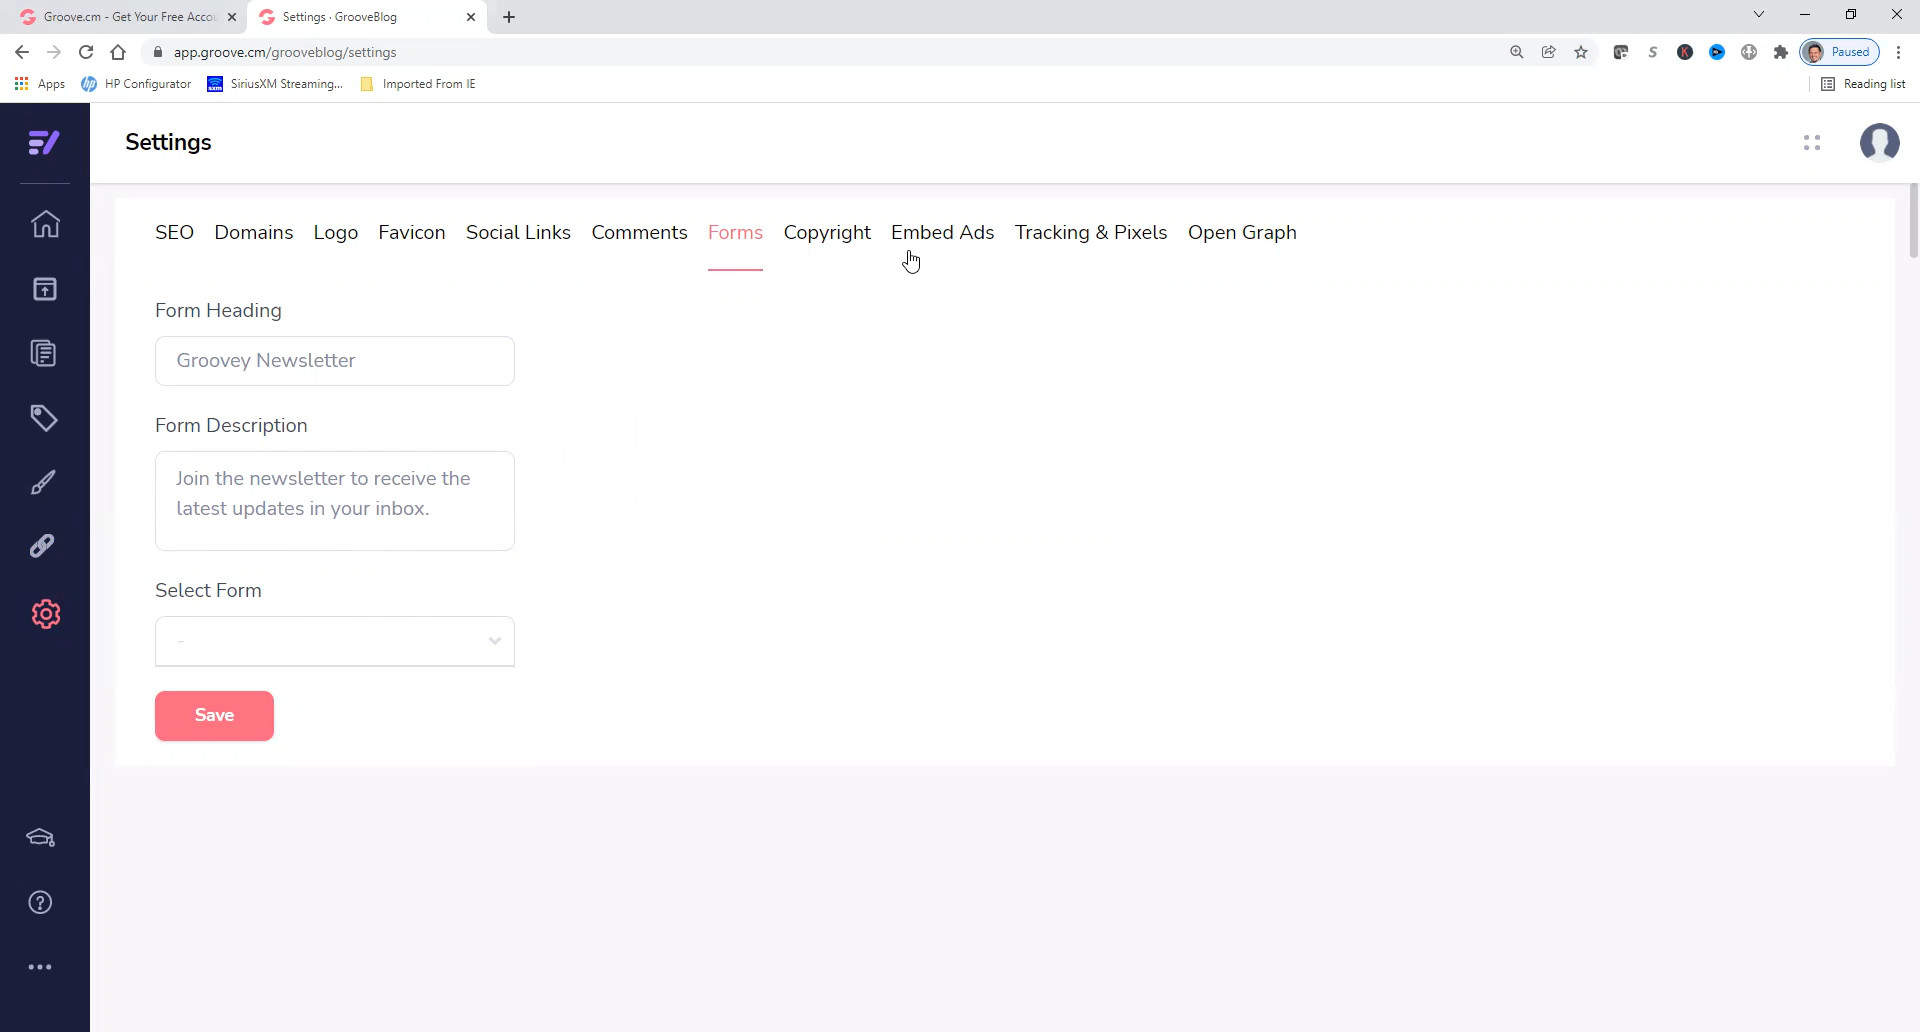 Groove.cm - Get Your Free Accou
Settings · GrooveBlog
app.groove.cm/grooveblog/settings
Paused
Apps
HP Configurator
SiriusXM Streaming...
Imported From IE
Reading list
Settings
SEO Domains Logo Favicon Social Links Comments Forms Copyright Embed Ads Tracking & Pixels Open Graph
Form Heading
Groovey Newsletter
Form Description
Join the newsletter to receive the
latest updates in your inbox.
Select Form
-
Save